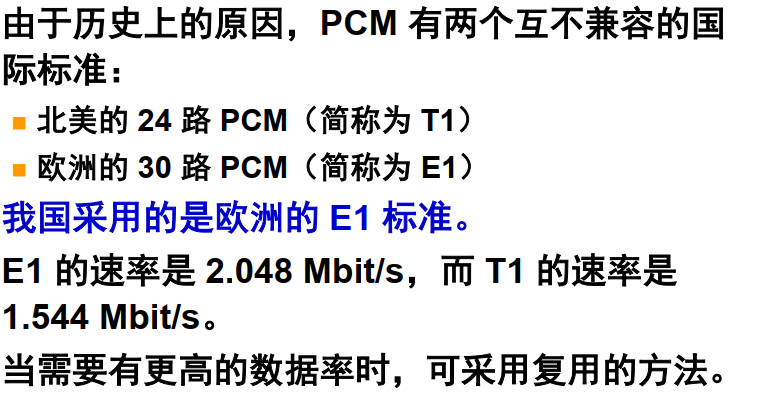 由于历史上的原因，PCM 有两个互不兼容的国
际标准：
北美的 24 路 PCM（简称为 T1）
欧洲的 30 路 PCM（简称为 E1）
我国采用的是欧洲的 E1 标准。
E1 的速率是 2.048 Mbit/s，而 T1 的速率是
1.544 Mbit/s。
当需要有更高的数据率时，可采用复用的方法。